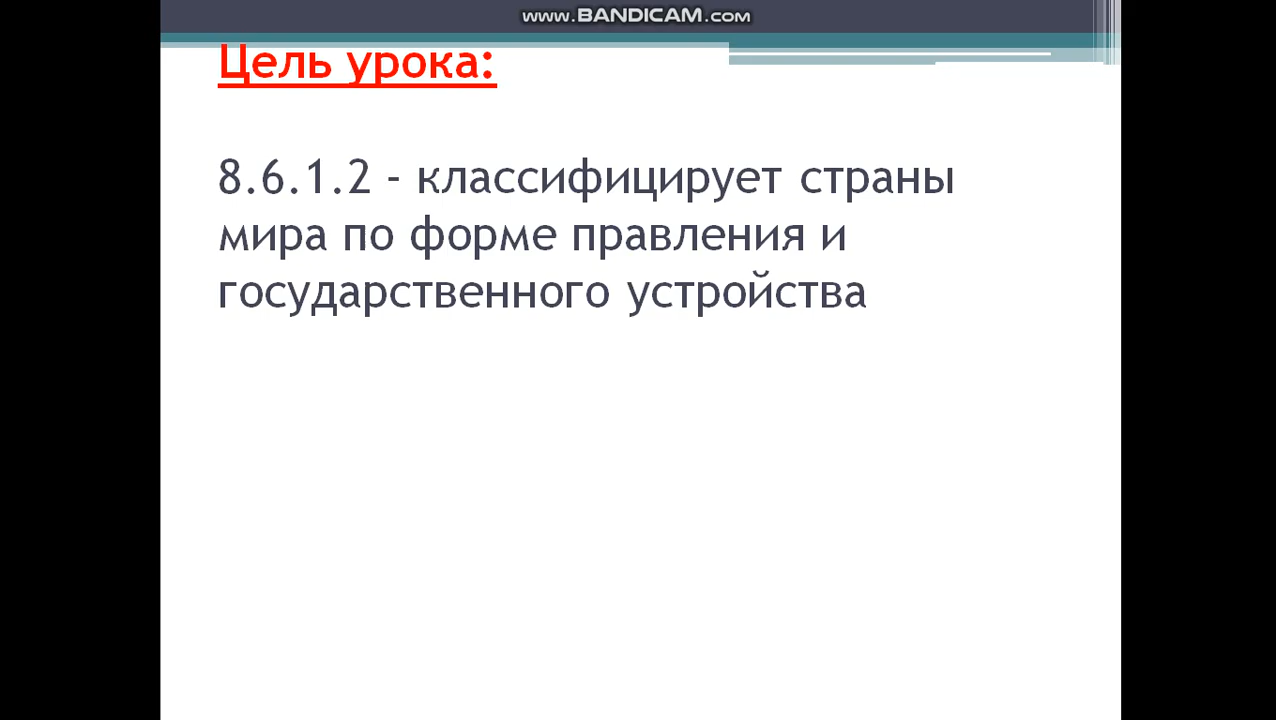 www.BANDICAM.com
Цель урока:
8.6.1.2 - классифицирует страны
мира по форме правления и
государственного устройства